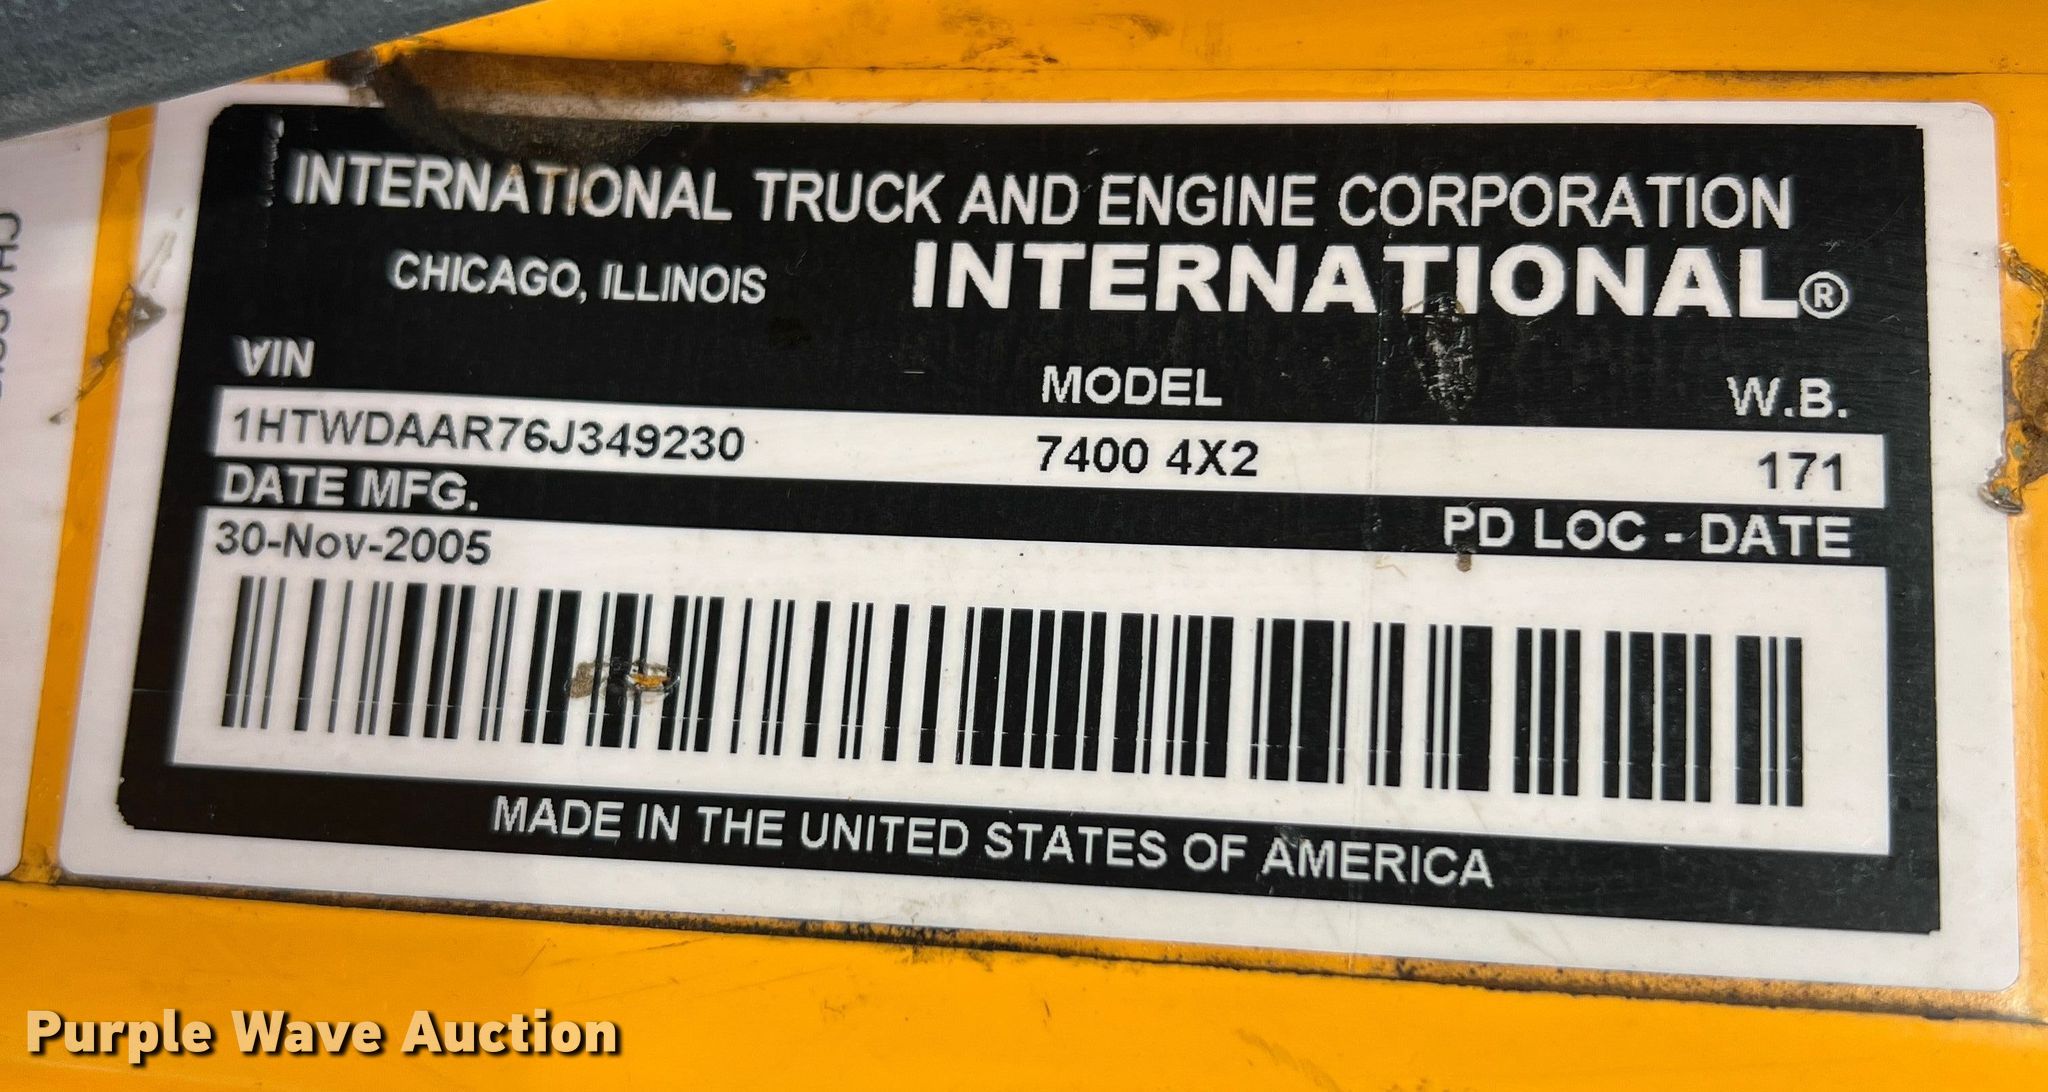 INTERNATIONAL TRUCK AND ENGINE CORPORATION
CHICAGO, ILLINOIS INTERNATIONAL®
VIN MODEL W.B.
1HTWDAAR76J349230 7400 4X2 171
DATE MFG. PD LOC - DATE
30-Nov-2005
MADE IN THE UNITED STATES OF AMERICA
Purple Wave Auction